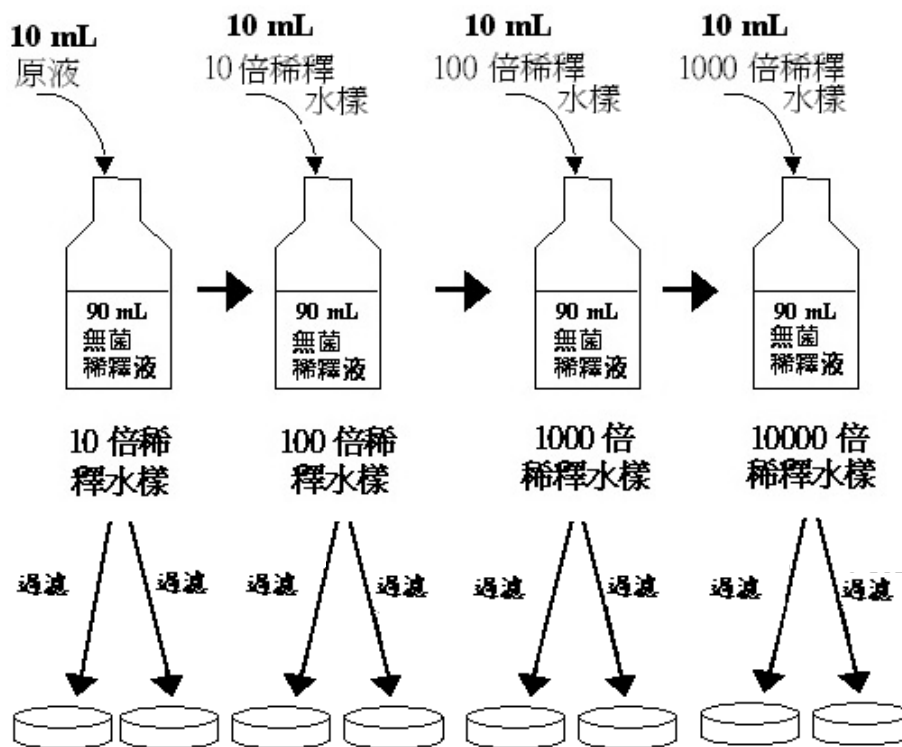 10 mL
原液
10 mL
10 倍稀釋
水樣
10 mL
100 倍稀釋
水樣
10 mL
1000 倍稀釋
水樣
90 mL
無菌
稀釋液
90 mL
無菌
稀釋液
90 mL
無菌
稀釋液
90 mL
無菌
稀釋液
10 倍稀
釋水樣
100 倍稀
釋水樣
1000 倍
稀釋水樣
10000 倍
稀釋水樣
過濾
過濾
過濾
過濾
過濾
過濾
過濾
過濾